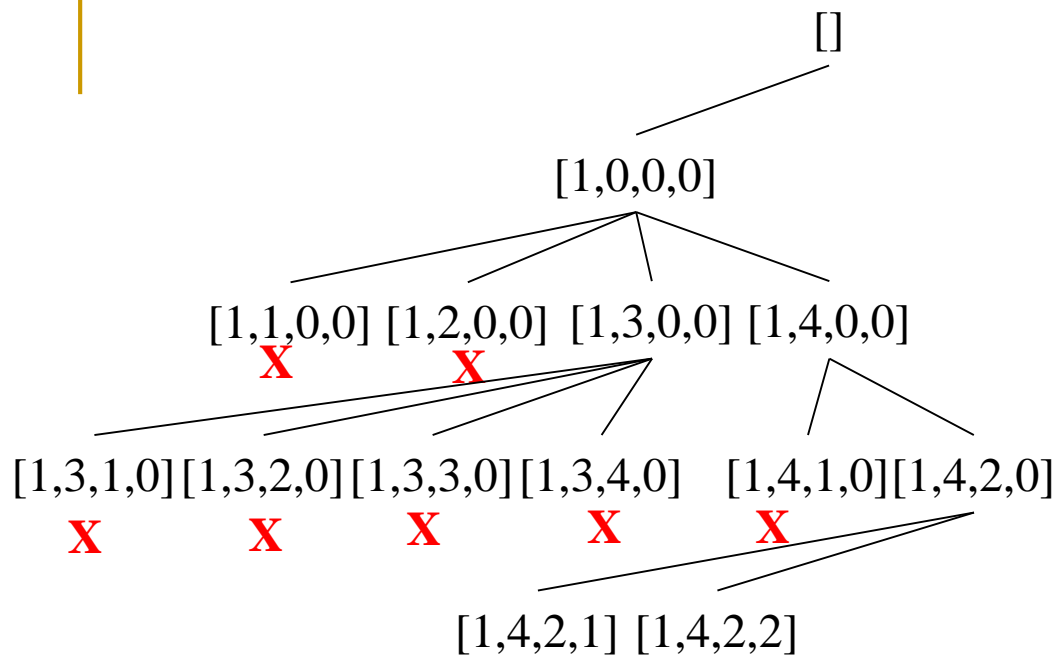 []
[1,0,0,0]
[1,1,0,0] [1,2,0,0] [1,3,0,0] [1,4,0,0]
X X
[1,3,1,0] [1,3,2,0] [1,3,3,0] [1,3,4,0] [1,4,1,0] [1,4,2,0]
X X X X X
[1,4,2,1] [1,4,2,2]